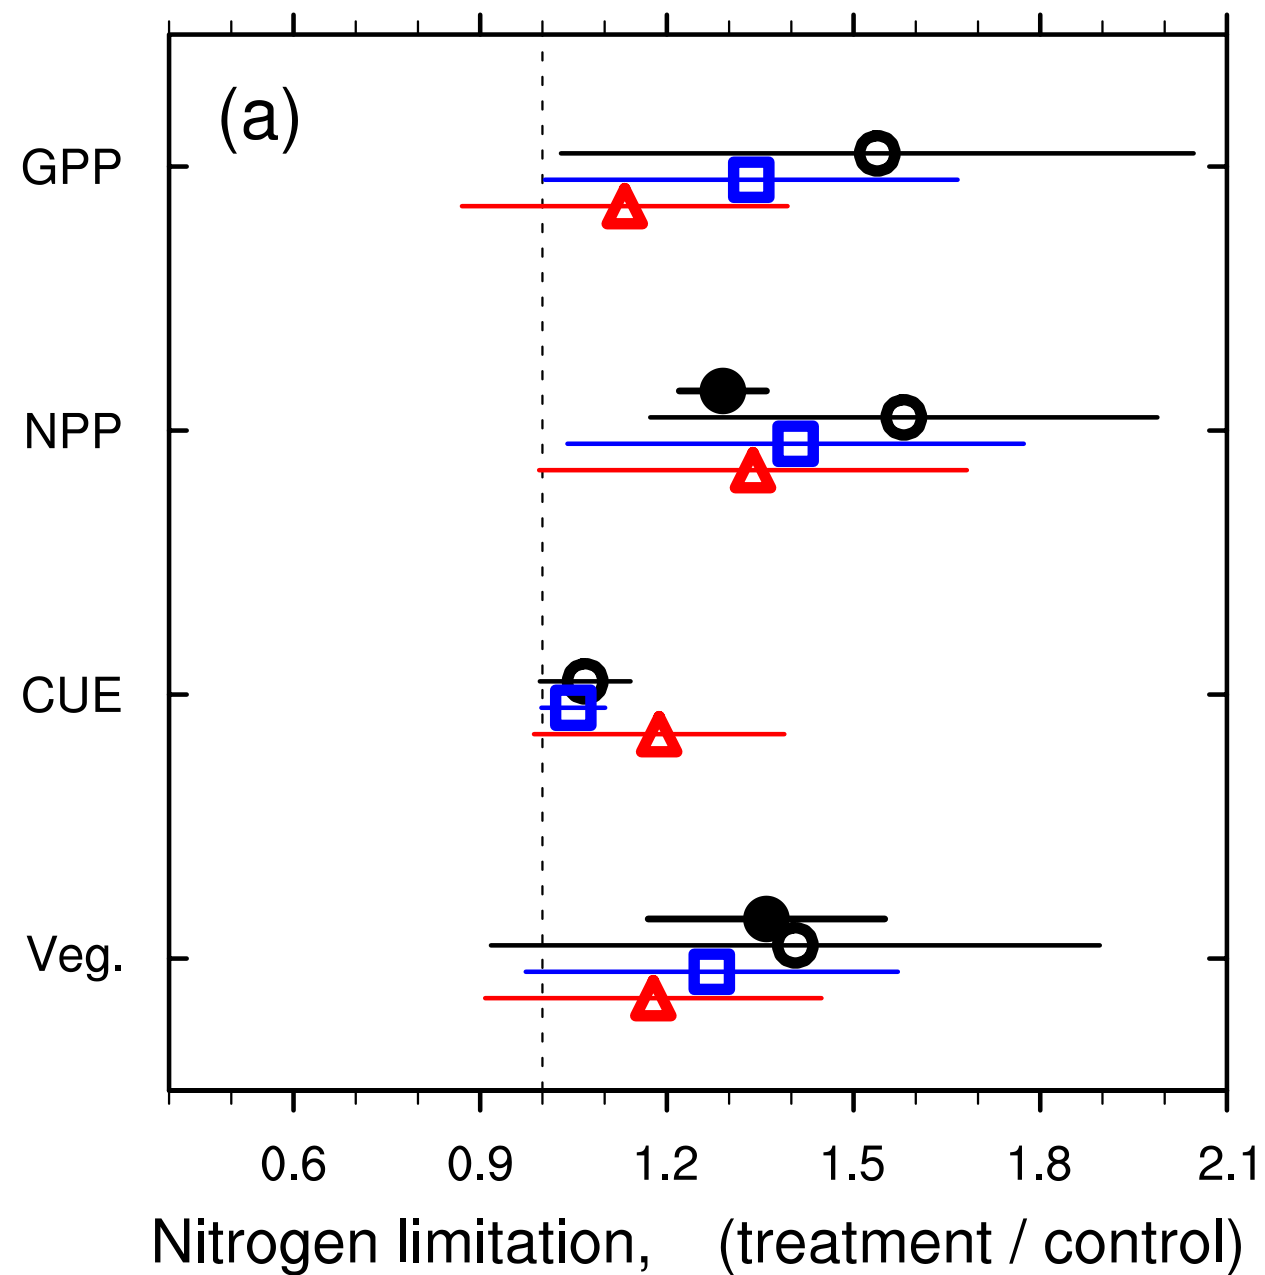 (a)
GPP
NPP
CUE
Veg.
0.6 0.9 1.2 1.5 1.8 2.1
Nitrogen limitation, (treatment / control)